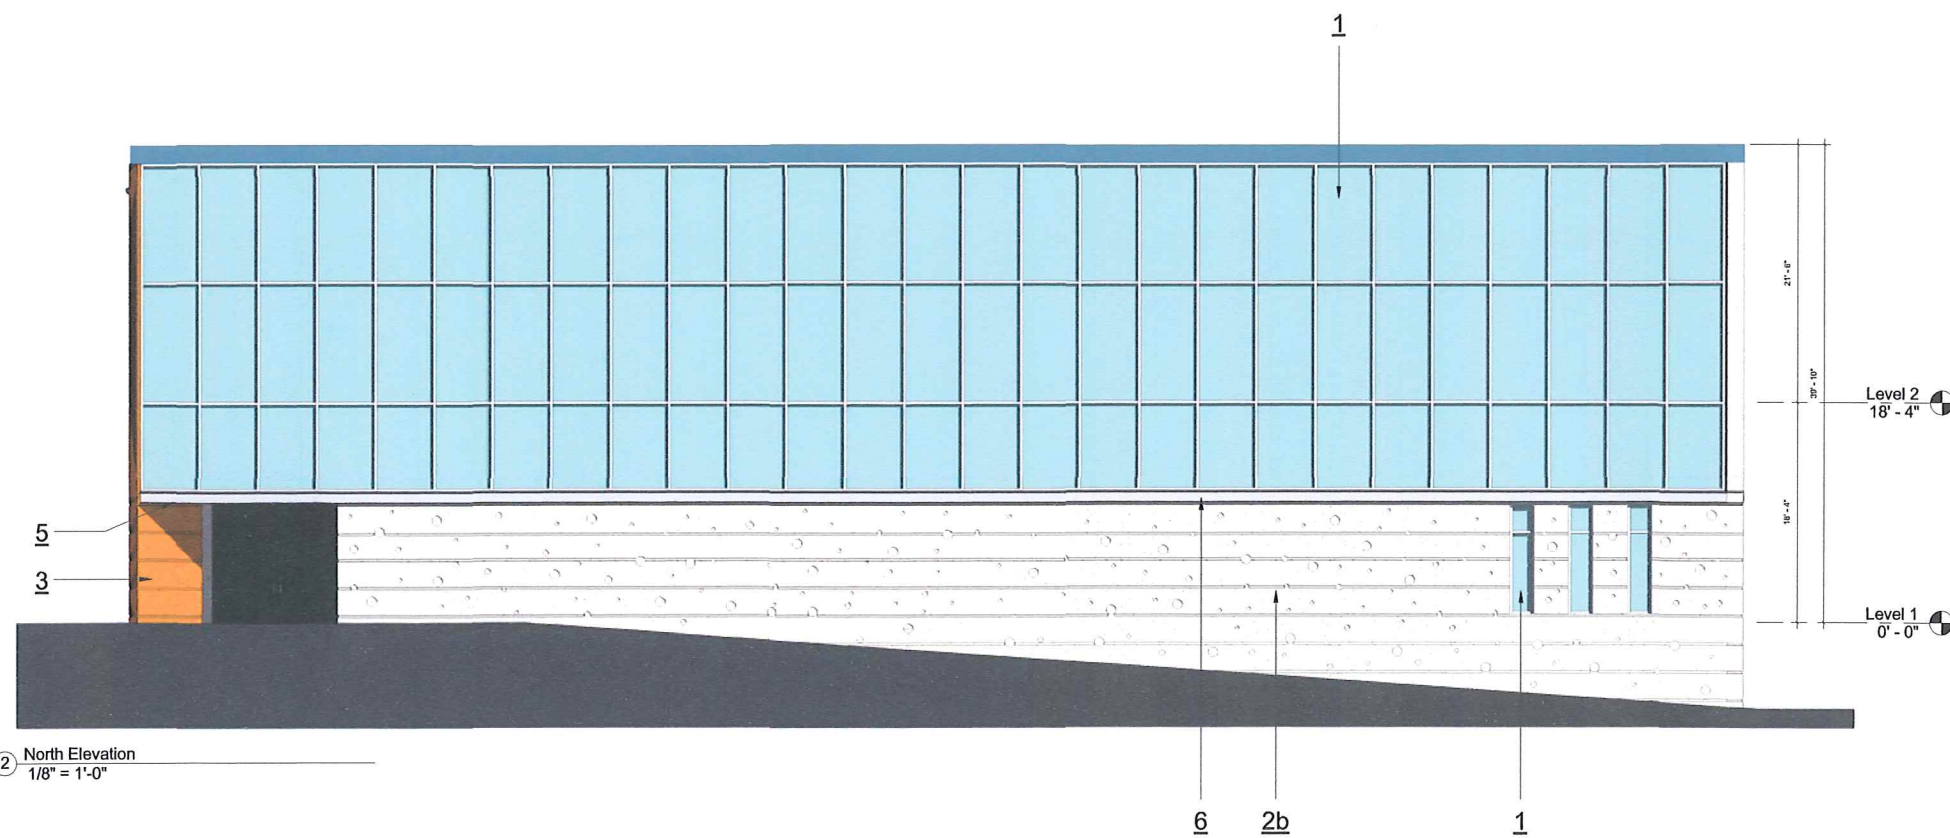 1
21' - 6"
39' - 10"
Level 2
18' - 4"
18' - 4"
5
3
Level 1
0' - 0"
2 North Elevation
1/8" = 1'-0"
6
2b
1